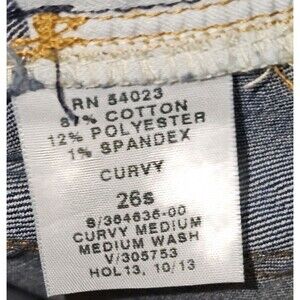 RN 54023
87% COTTON
12% POLYESTER
1% SPANDEX
CURVY
26s
S/364636-00
CURVY MEDIUM
MEDIUM WASH
V/305753
HOL13, 10/13